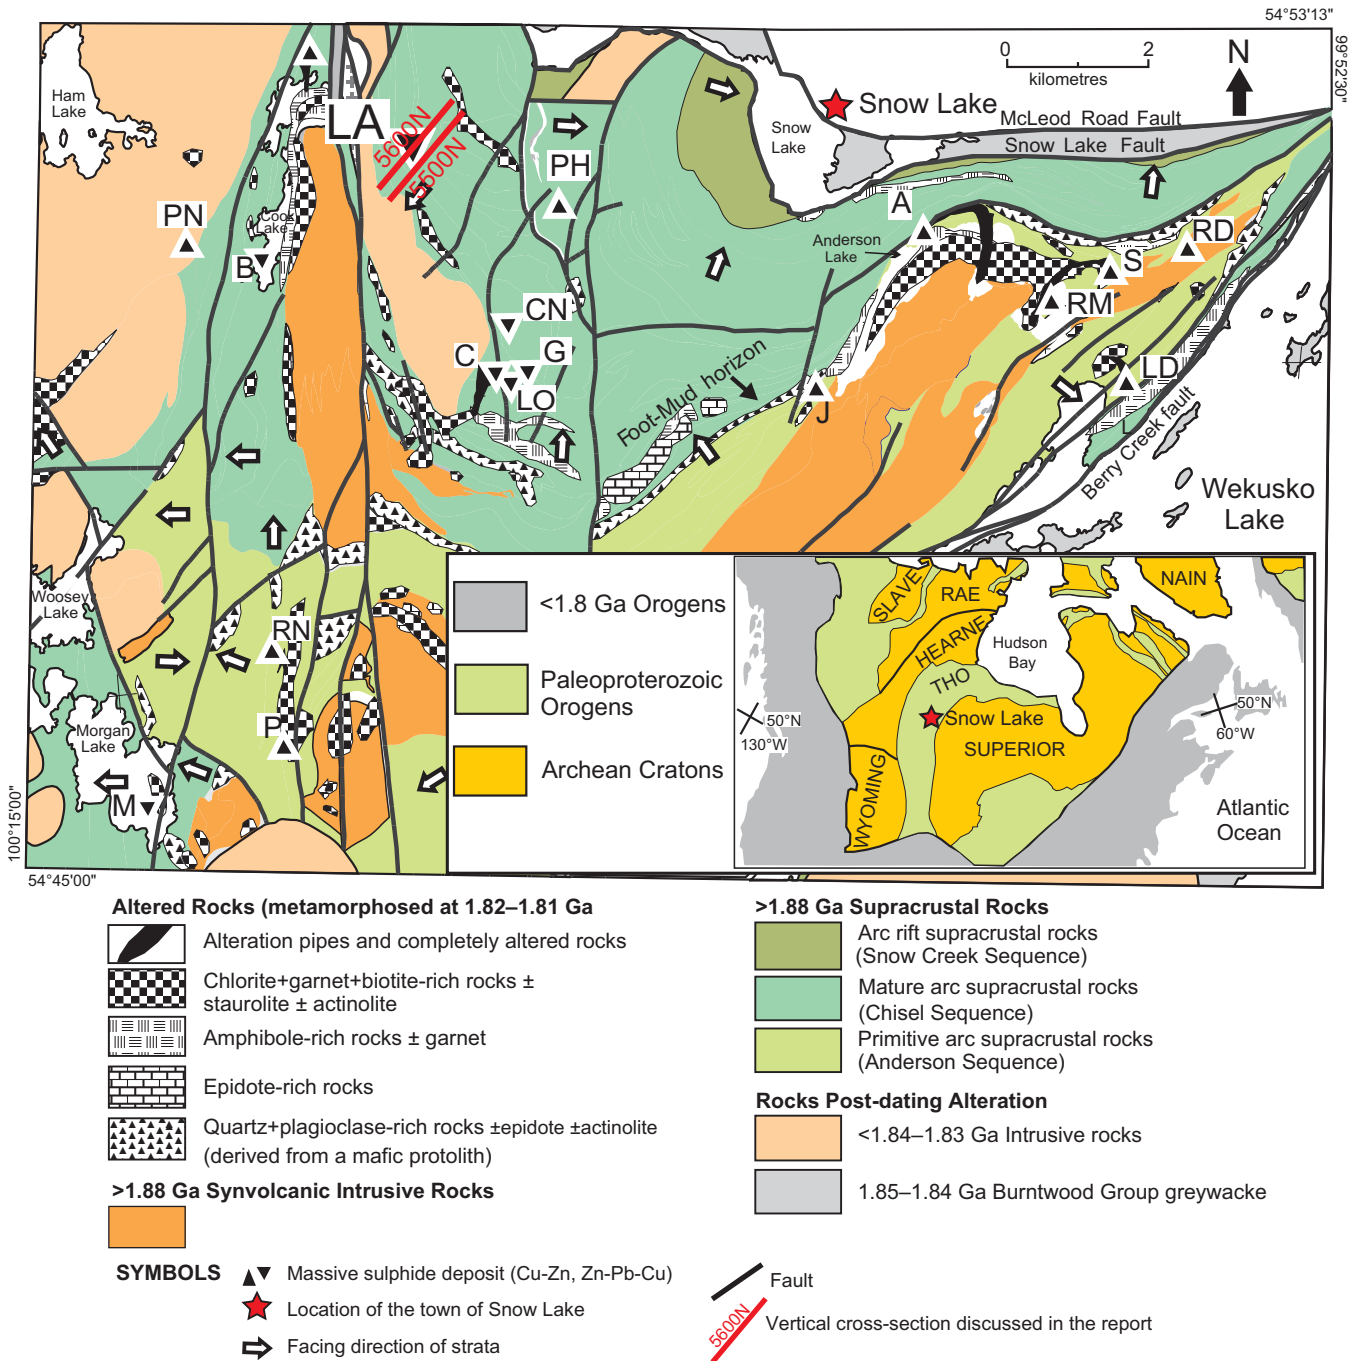 54°53'13"
99°52'30"
0 2
kilometres
N
Ham
Lake
LA
5600N
5500N
Snow Lake
Snow
Lake
McLeod Road Fault
Snow Lake Fault
PH
PN
A
RD
Cook
Lake
B
Anderson
Lake
S
RM
CN
C
G
LO
Foot-Mud horizon
J
LD
Berry Creek fault
Wekusko
Lake
Woosey
Lake
RN
P
Morgan
Lake
M
100°15'00"
54°45'00"
<1.8 Ga Orogens
Paleoproterozoic
Orogens
Archean Cratons
SLAVE
RAE
NAIN
HEARNE
Hudson
Bay
THO
Snow Lake
SUPERIOR
WYOMING
50°N
130°W
50°N
60°W
Atlantic
Ocean
Altered Rocks (metamorphosed at 1.82–1.81 Ga
Alteration pipes and completely altered rocks
Chlorite+garnet+biotite-rich rocks ±
staurolite ± actinolite
Amphibole-rich rocks ± garnet
Epidote-rich rocks
Quartz+plagioclase-rich rocks ±epidote ±actinolite
(derived from a mafic protolith)
>1.88 Ga Synvolcanic Intrusive Rocks
>1.88 Ga Supracrustal Rocks
Arc rift supracrustal rocks
(Snow Creek Sequence)
Mature arc supracrustal rocks
(Chisel Sequence)
Primitive arc supracrustal rocks
(Anderson Sequence)
Rocks Post-dating Alteration
<1.84–1.83 Ga Intrusive rocks
1.85–1.84 Ga Burntwood Group greywacke
SYMBOLS
Massive sulphide deposit (Cu-Zn, Zn-Pb-Cu)
Location of the town of Snow Lake
Facing direction of strata
Fault
5600N
Vertical cross-section discussed in the report